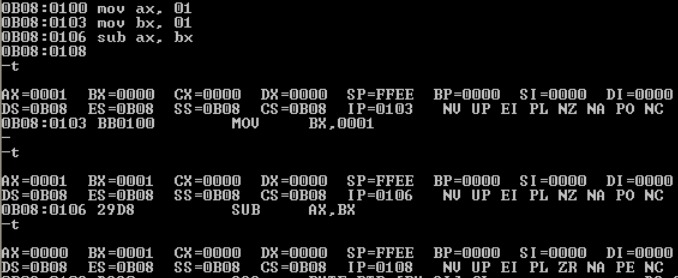 0B08:0100 mov ax, 01
0B08:0103 mov bx, 01
0B08:0106 sub ax, bx
0B08:0108
-t
AX=0001 BX=0000 CX=0000 DX=0000 SP=FFEE BP=0000 SI=0000 DI=0000
DS=0B08 ES=0B08 SS=0B08 CS=0B08 IP=0103 NV UP EI PL NZ NA PO NC
0B08:0103 BB0100 MOV BX,0001
-
-t
AX=0001 BX=0001 CX=0000 DX=0000 SP=FFEE BP=0000 SI=0000 DI=0000
DS=0B08 ES=0B08 SS=0B08 CS=0B08 IP=0106 NV UP EI PL NZ NA PO NC
0B08:0106 29D8 SUB AX,BX
-t
AX=0000 BX=0001 CX=0000 DX=0000 SP=FFEE BP=0000 SI=0000 DI=0000
DS=0B08 ES=0B08 SS=0B08 CS=0B08 IP=0108 NV UP EI PL ZR NA PE NC